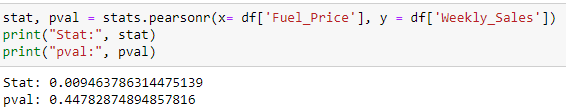 stat, pval = stats.pearsonr(x= df['Fuel_Price'], y = df['Weekly_Sales'])
print("Stat:", stat)
print("pval:", pval)
Stat: 0.009463786314475139
pval: 0.44782874894857816